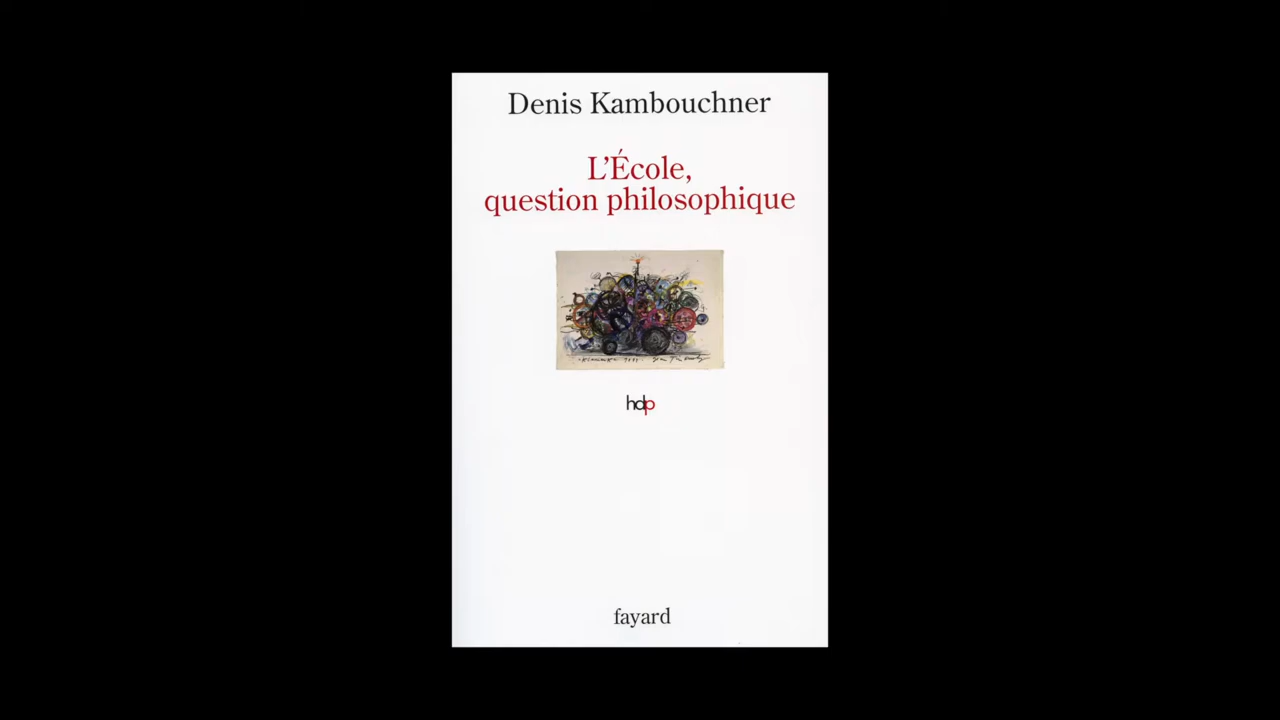 Denis Kambouchner
L'École,
question philosophique
hdp
fayard